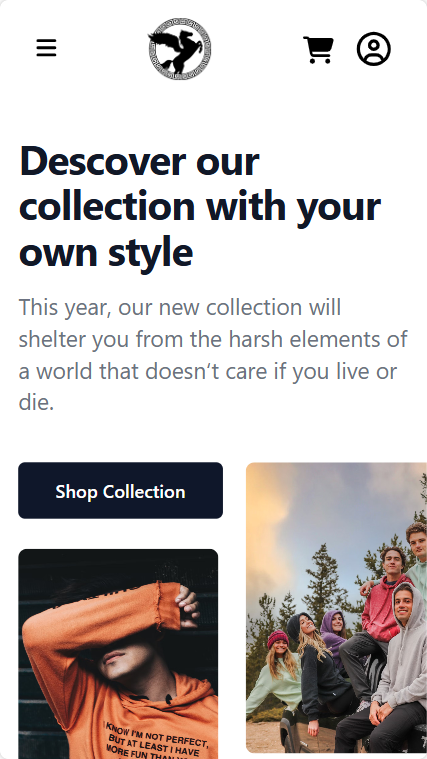 Descover our
collection with your
own style
This year, our new collection will
shelter you from the harsh elements of
a world that doesn't care if you live or
die.
Shop Collection
I KNOW I'M NOT PERFECT,
BUT AT LEAST I HAVE
MORE FUN THAN